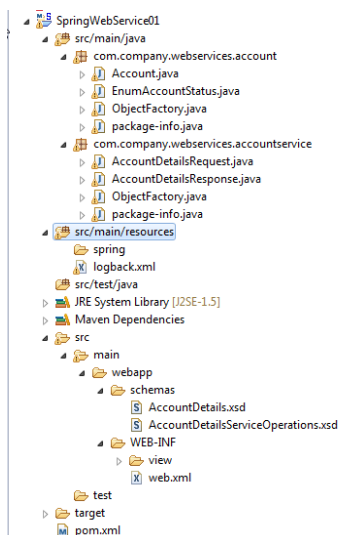 SpringWebService01
src/main/java
com.company.webservices.account
Account.java
EnumAccountStatus.java
ObjectFactory.java
package-info.java
com.company.webservices.accountservice
AccountDetailsRequest.java
AccountDetailsResponse.java
ObjectFactory.java
package-info.java
src/main/resources
spring
logback.xml
src/test/java
JRE System Library [J2SE-1.5]
Maven Dependencies
src
main
webapp
schemas
AccountDetails.xsd
AccountDetailsServiceOperations.xsd
WEB-INF
view
web.xml
test
target
pom.xml